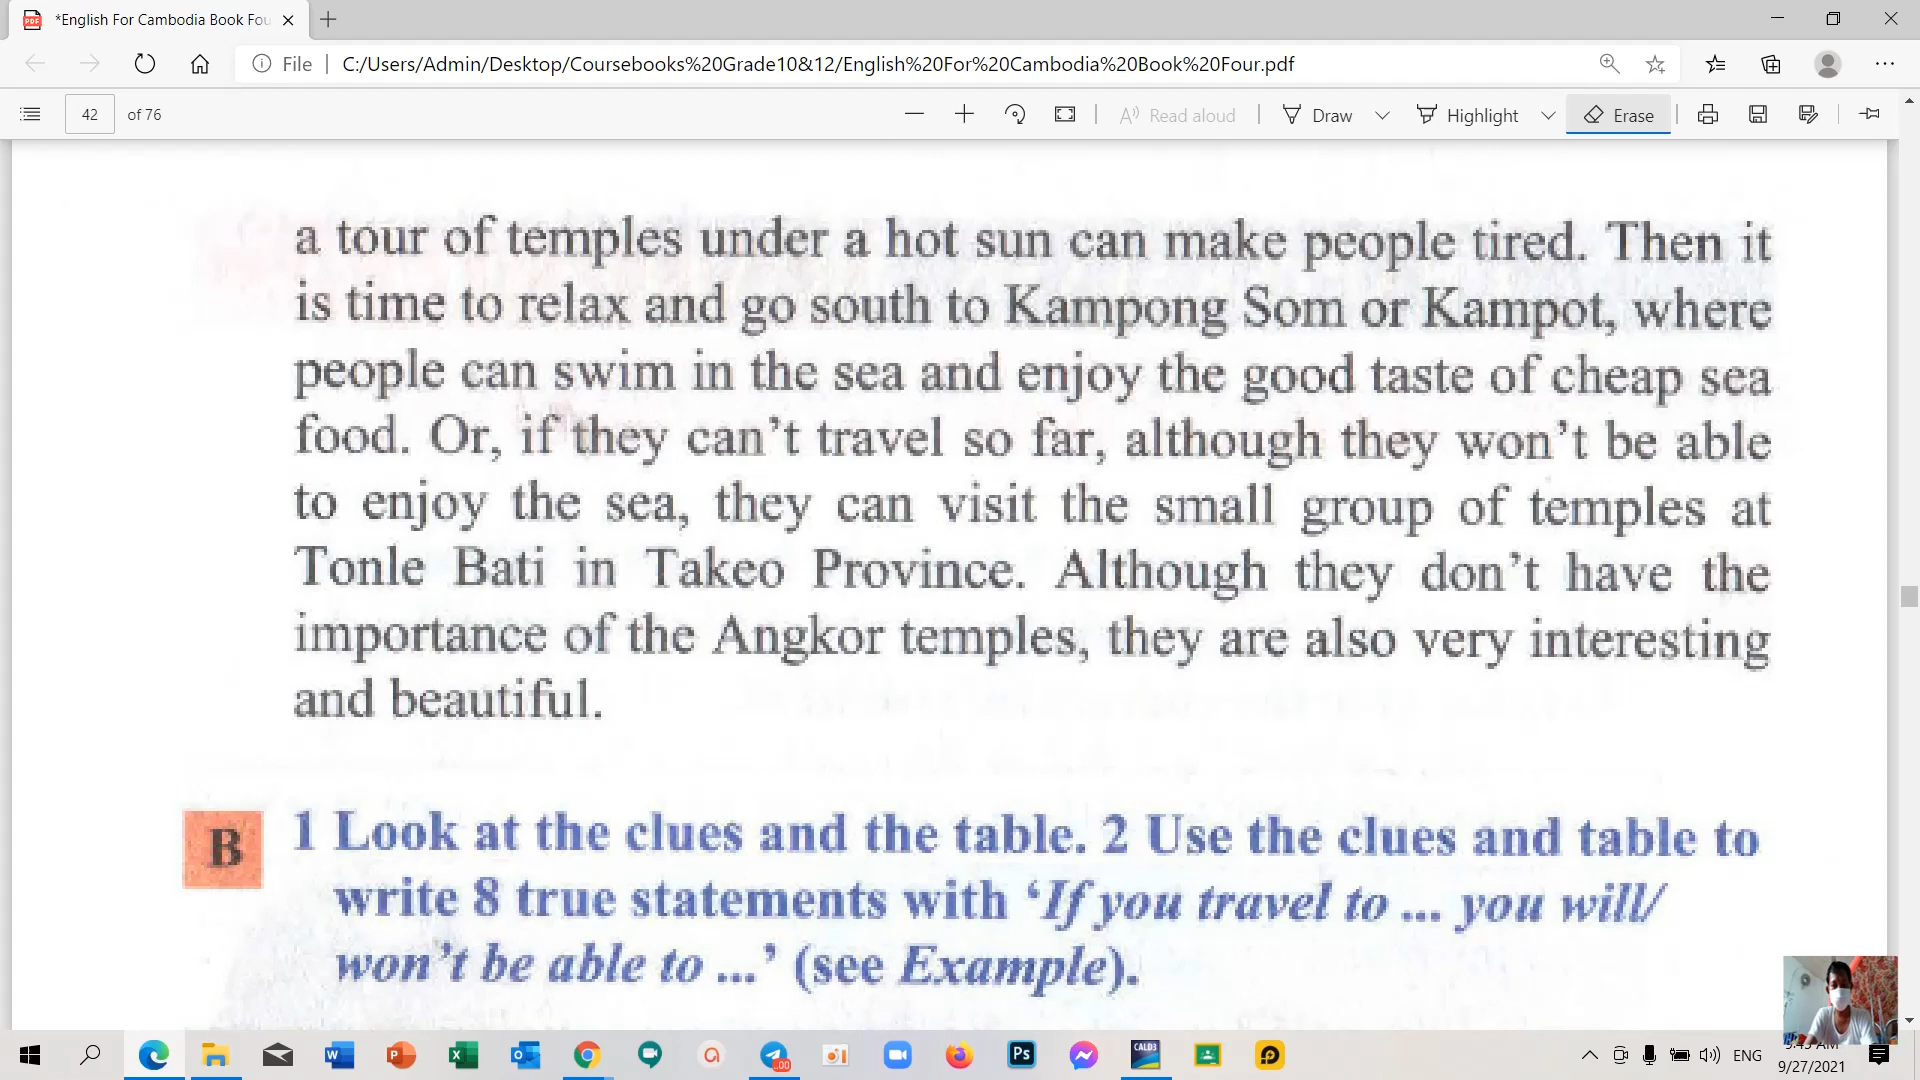 *English For Cambodia Book Fou
File
C:/Users/Admin/Desktop/Coursebooks%20Grade10&12/English%20For%20Cambodia%20Book%20Four.pdf
42 of 76
Read aloud
Draw
Highlight
Erase
a tour of temples under a hot sun can make people tired. Then it
is time to relax and go south to Kampong Som or Kampot, where
people can swim in the sea and enjoy the good taste of cheap sea
food. Or, if they can't travel so far, although they won't be able
to enjoy the sea, they can visit the small group of temples at
Tonle Bati in Takeo Province. Although they don't have the
importance of the Angkor temples, they are also very interesting
and beautiful.
B 1 Look at the clues and the table. 2 Use the clues and table to
write 8 true statements with ‘If you travel to ... you will/
won’t be able to ...’ (see Example).
ENG
9/27/2021